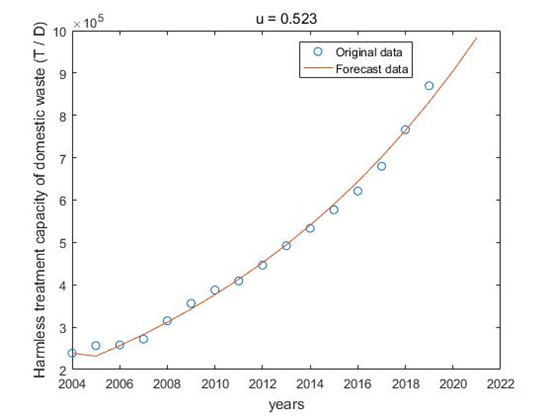 u = 0.523
×10⁵
Harmless treatment capacity of domestic waste (T / D)
10
9
8
7
6
5
4
3
2
Original data
Forecast data
2004 2006 2008 2010 2012 2014 2016 2018 2020 2022
years